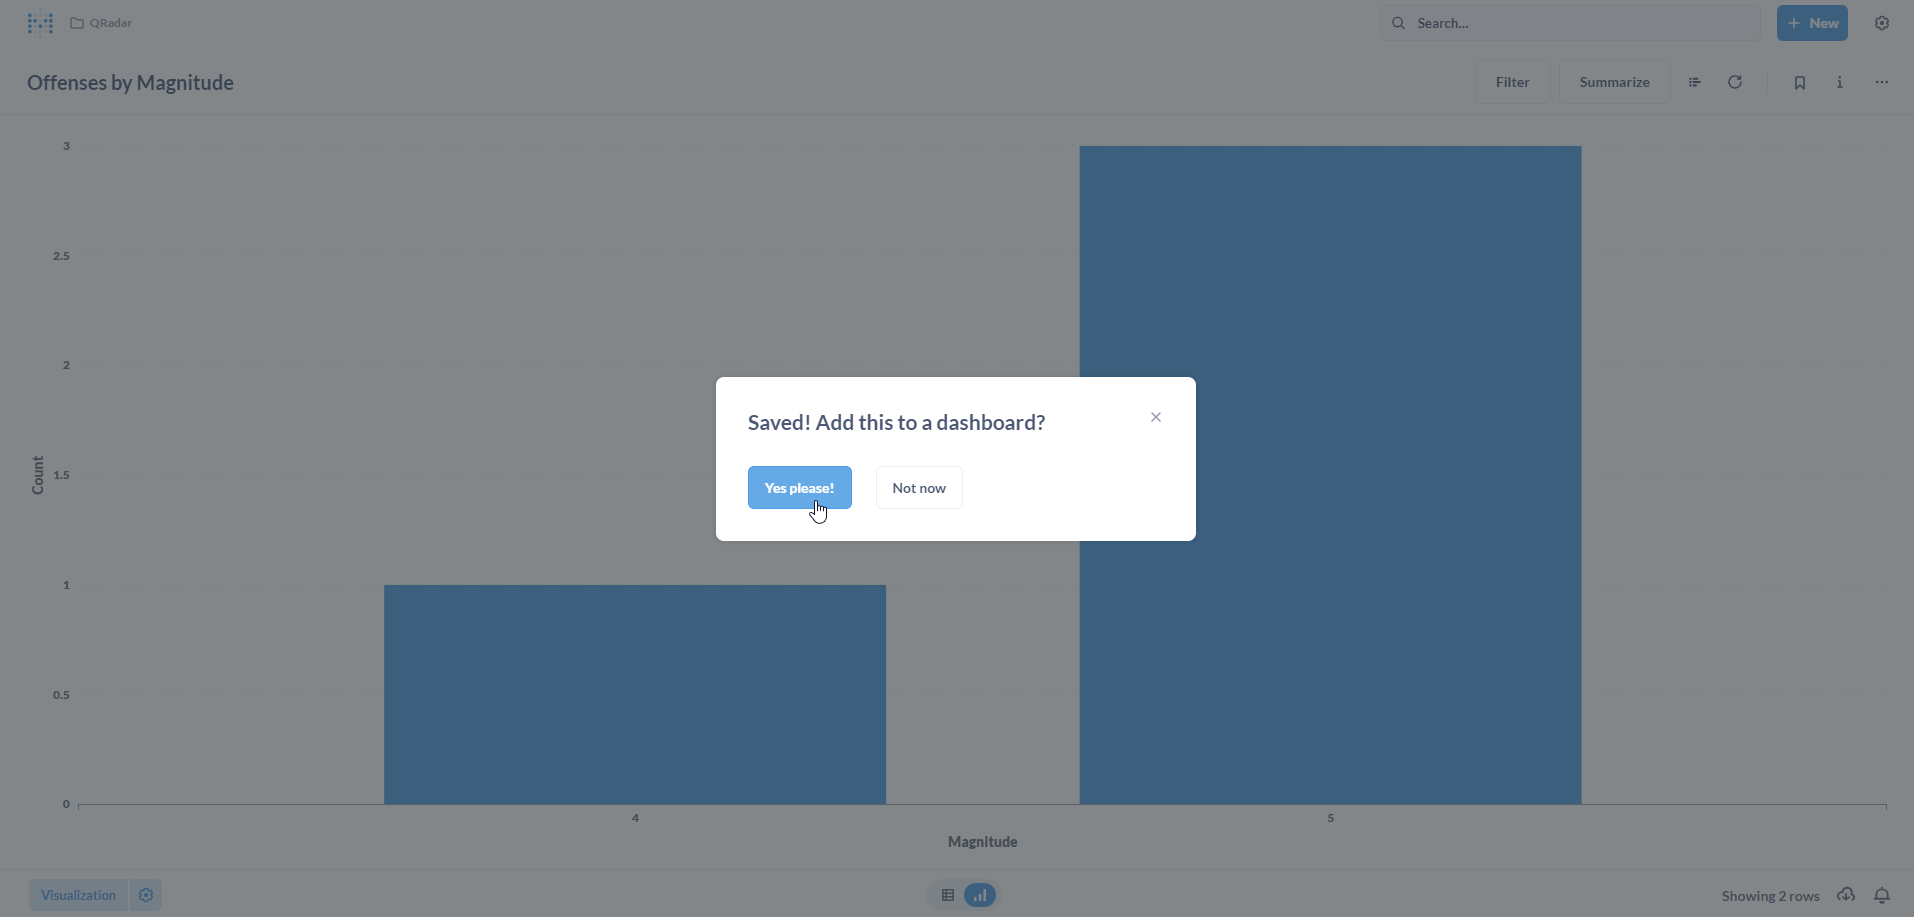 QRadar
Search...
New
Offenses by Magnitude
Filter
Summarize
3
2.5
2
1.5
1
0.5
0
Count
Saved! Add this to a dashboard?
Yes please!
Not now
4
5
Magnitude
Visualization
Showing 2 rows